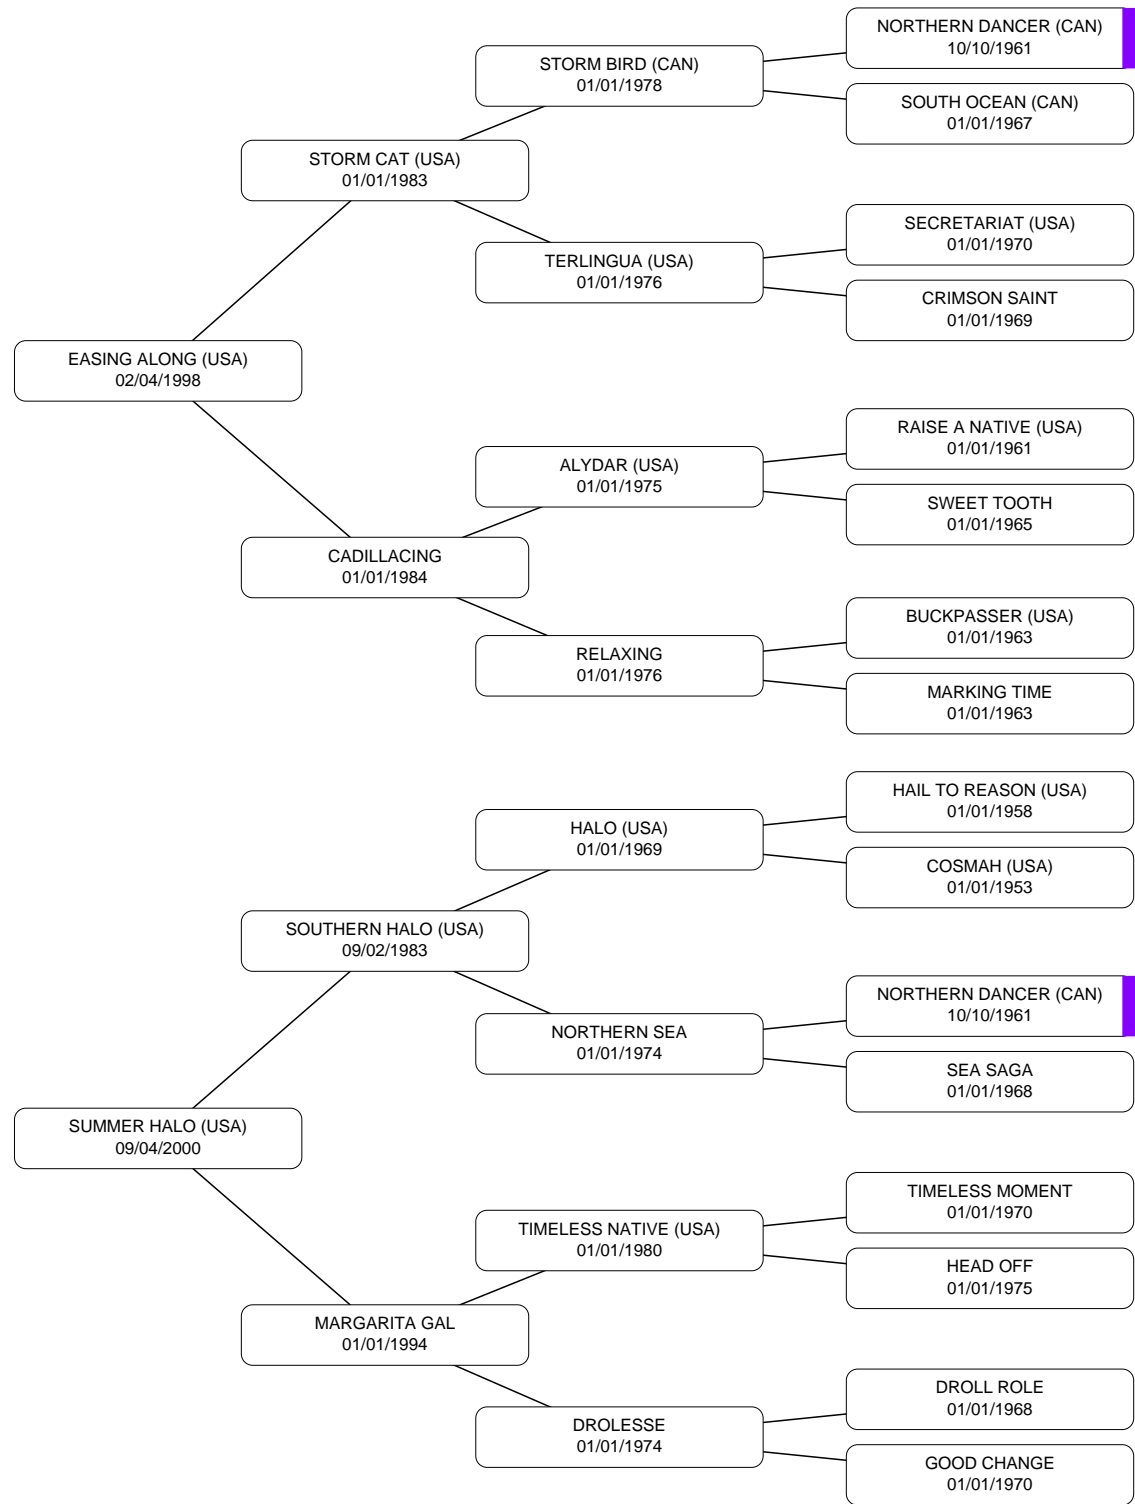 NORTHERN DANCER (CAN)
10/10/1961
STORM BIRD (CAN)
01/01/1978
SOUTH OCEAN (CAN)
01/01/1967
STORM CAT (USA)
01/01/1983
SECRETARIAT (USA)
01/01/1970
TERLINGUA (USA)
01/01/1976
CRIMSON SAINT
01/01/1969
EASING ALONG (USA)
02/04/1998
RAISE A NATIVE (USA)
01/01/1961
ALYDAR (USA)
01/01/1975
SWEET TOOTH
01/01/1965
CADILLACING
01/01/1984
BUCKPASSER (USA)
01/01/1963
RELAXING
01/01/1976
MARKING TIME
01/01/1963
HAIL TO REASON (USA)
01/01/1958
HALO (USA)
01/01/1969
COSMAH (USA)
01/01/1953
SOUTHERN HALO (USA)
09/02/1983
NORTHERN DANCER (CAN)
10/10/1961
NORTHERN SEA
01/01/1974
SEA SAGA
01/01/1968
SUMMER HALO (USA)
09/04/2000
TIMELESS MOMENT
01/01/1970
TIMELESS NATIVE (USA)
01/01/1980
HEAD OFF
01/01/1975
MARGARITA GAL
01/01/1994
DROLL ROLE
01/01/1968
DROLESSE
01/01/1974
GOOD CHANGE
01/01/1970